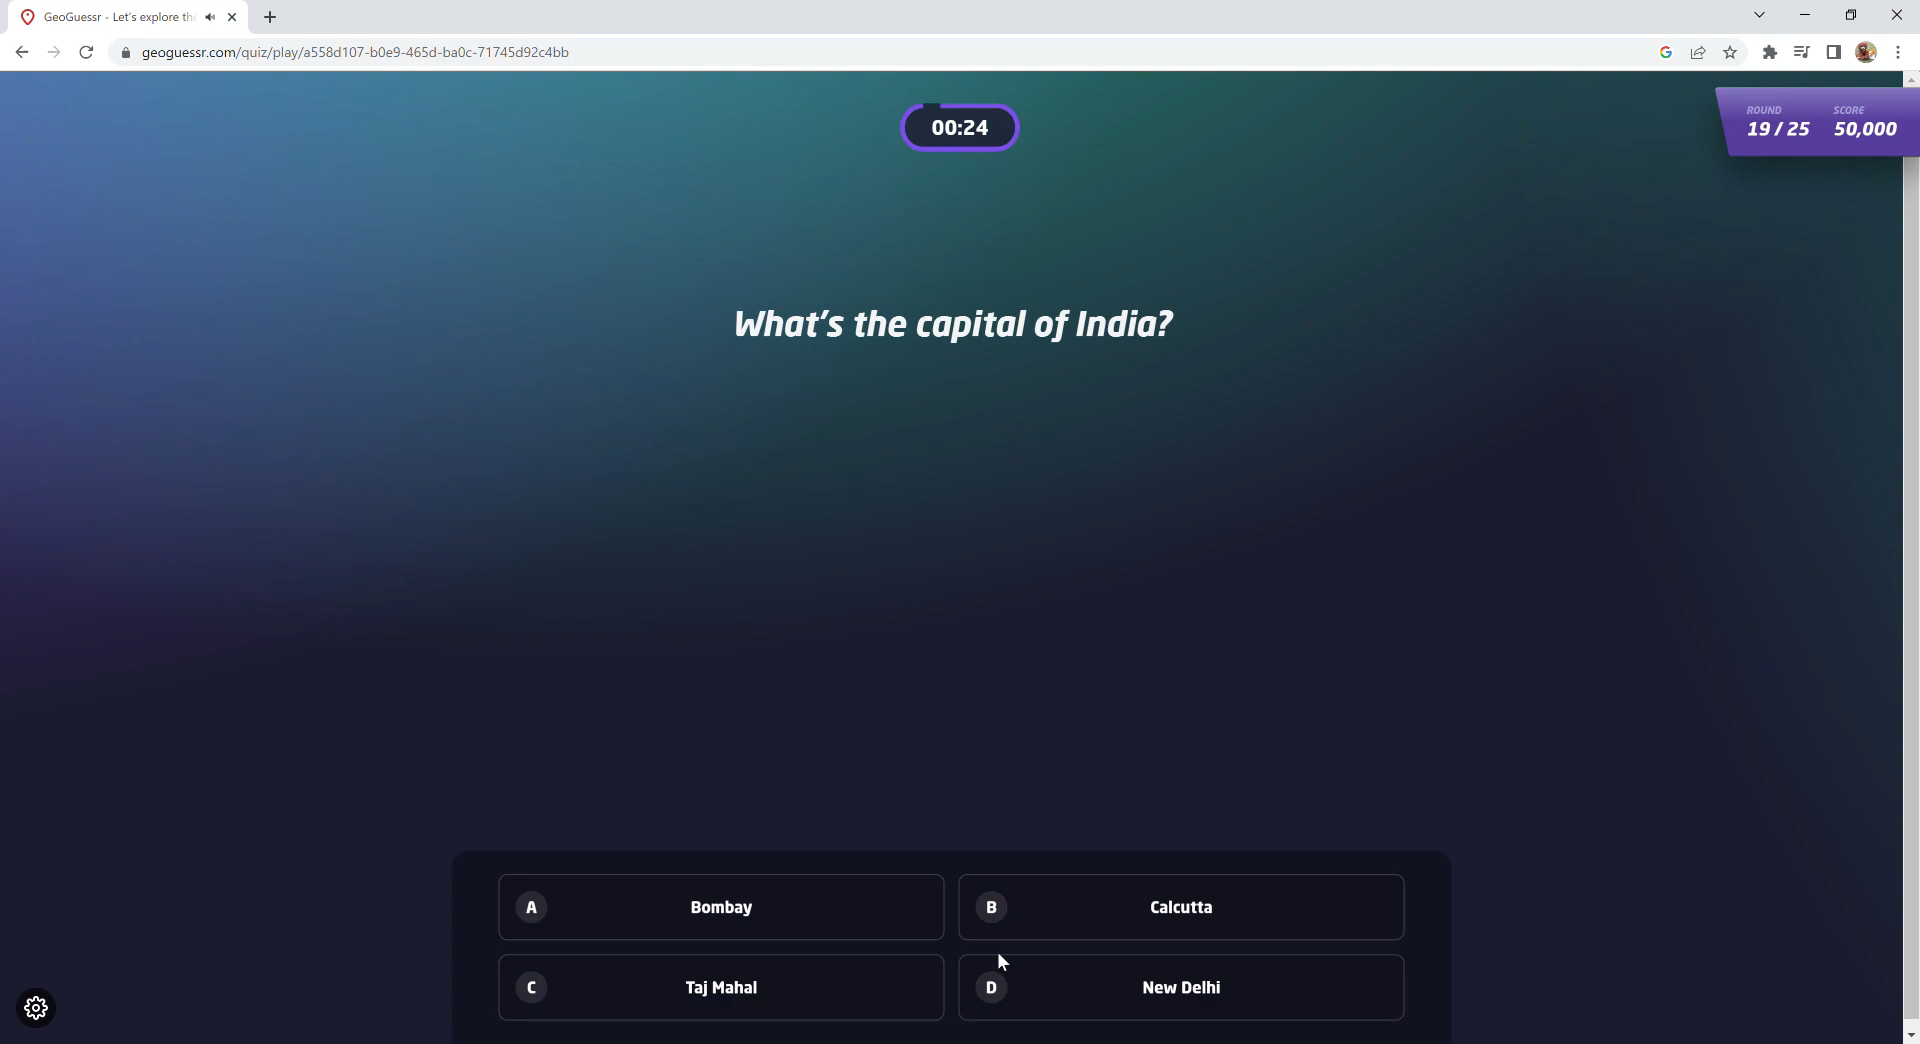 GeoGuessr - Let's explore th
geoguessr.com/quiz/play/a558d107-b0e9-465d-ba0c-71745d92c4bb
00:24
ROUND SCORE
19 / 25 50,000
What's the capital of India?
A Bombay
B Calcutta
C Taj Mahal
D New Delhi